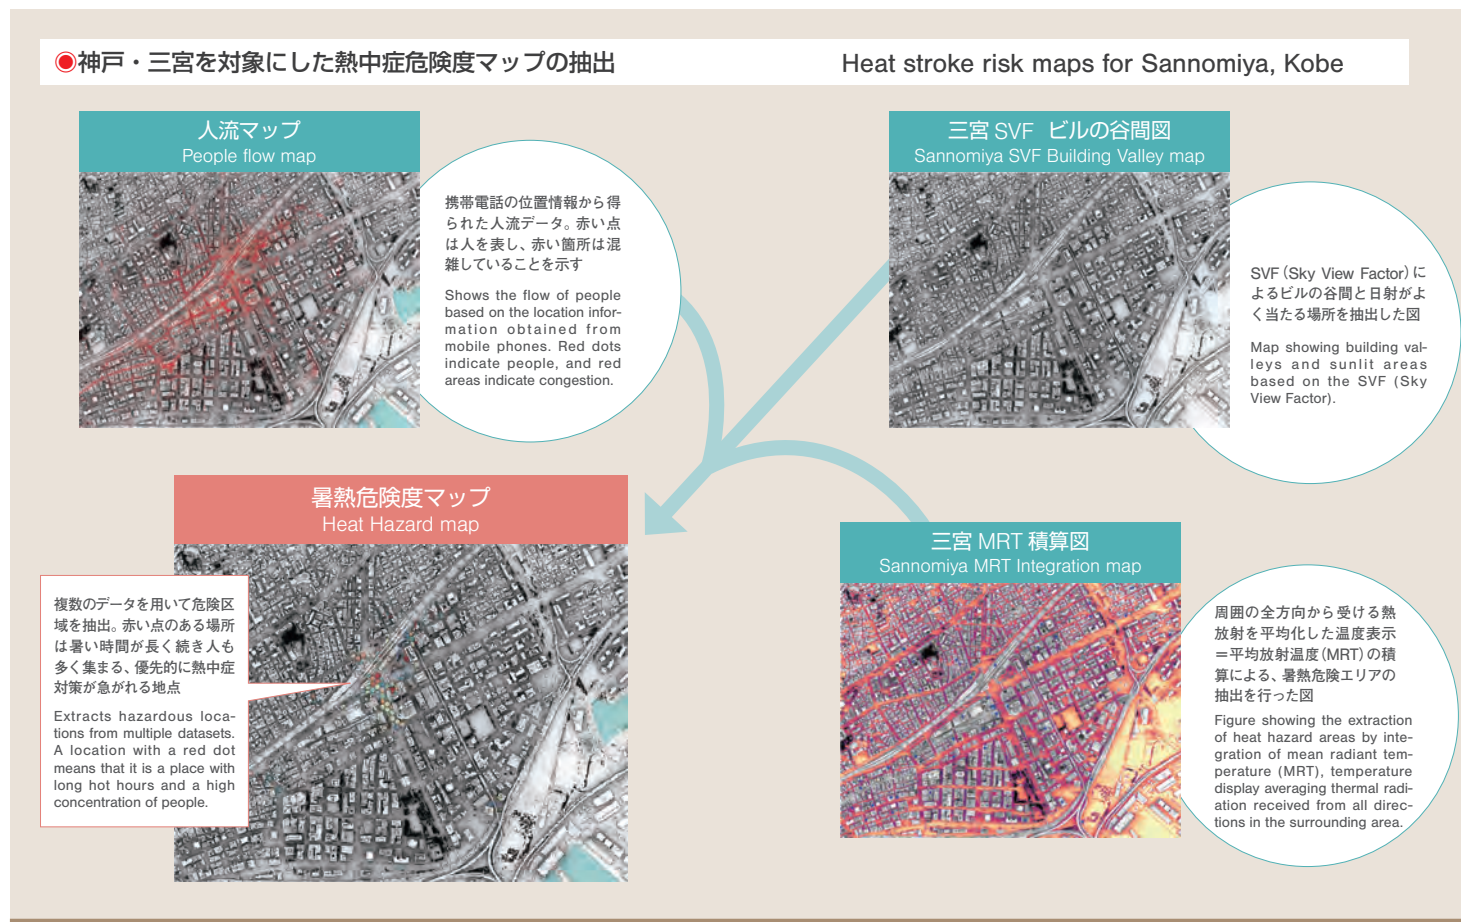 ◉神戸・三宮を対象にした熱中症危険度マップの抽出
Heat stroke risk maps for Sannomiya, Kobe
人流マップ
People flow map
携帯電話の位置情報から得
られた人流データ。赤い点
は人を表し、赤い箇所は混
雑していることを示す
Shows the flow of people
based on the location infor-
mation obtained from
mobile phones. Red dots
indicate people, and red
areas indicate congestion.
三宮 SVF ビルの谷間図
Sannomiya SVF Building Valley map
SVF（Sky View Factor）に
よるビルの谷間と日射がよ
く当たる場所を抽出した図
Map showing building val-
leys and sunlit areas
based on the SVF (Sky
View Factor).
暑熱危険度マップ
Heat Hazard map
複数のデータを用いて危険区
域を抽出。赤い点のある場所
は暑い時間が長く続き人も
多く集まる、優先的に熱中症
対策が急がれる地点
Extracts hazardous loca-
tions from multiple datasets.
A location with a red dot
means that it is a place with
long hot hours and a high
concentration of people.
三宮 MRT 積算図
Sannomiya MRT Integration map
周囲の全方向から受ける熱
放射を平均化した温度表示
＝平均放射温度（MRT）の積
算による、暑熱危険エリアの
抽出を行った図
Figure showing the extraction
of heat hazard areas by inte-
gration of mean radiant tem-
perature (MRT), temperature
display averaging thermal radi-
ation received from all direc-
tions in the surrounding area.